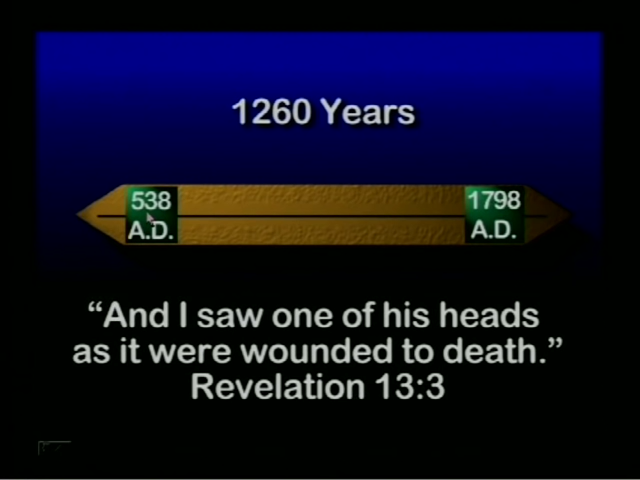 1260 Years
538
A.D.
1798
A.D.
“And I saw one of his heads
as it were wounded to death.”
Revelation 13:3